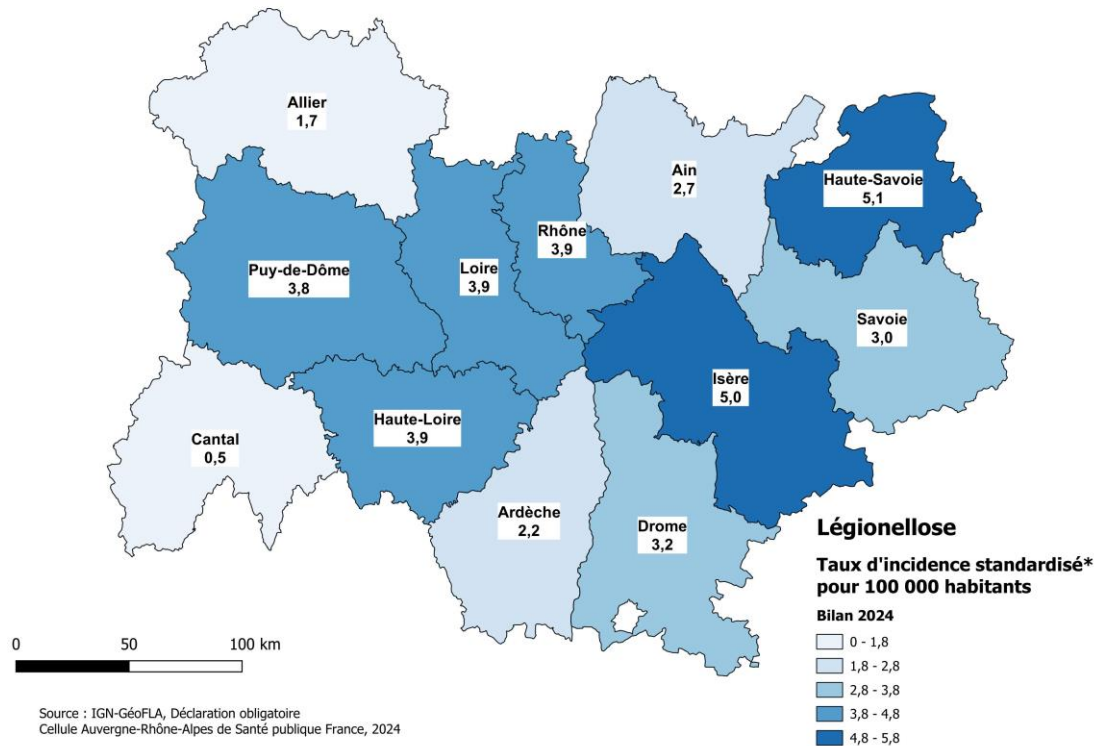 Allier
1,7
Ain
2,7
Haute-Savoie
5,1
Rhône
3,9
Puy-de-Dôme
3,8
Loire
3,9
Savoie
3,0
Isère
5,0
Haute-Loire
3,9
Cantal
0,5
Ardèche
2,2
Drome
3,2
Légionellose
Taux d'incidence standardisé*
pour 100 000 habitants
Bilan 2024
0 - 1,8
1,8 - 2,8
2,8 - 3,8
3,8 - 4,8
4,8 - 5,8
0 50 100 km
Source : IGN-GéoFLA, Déclaration obligatoire
Cellule Auvergne-Rhône-Alpes de Santé publique France, 2024